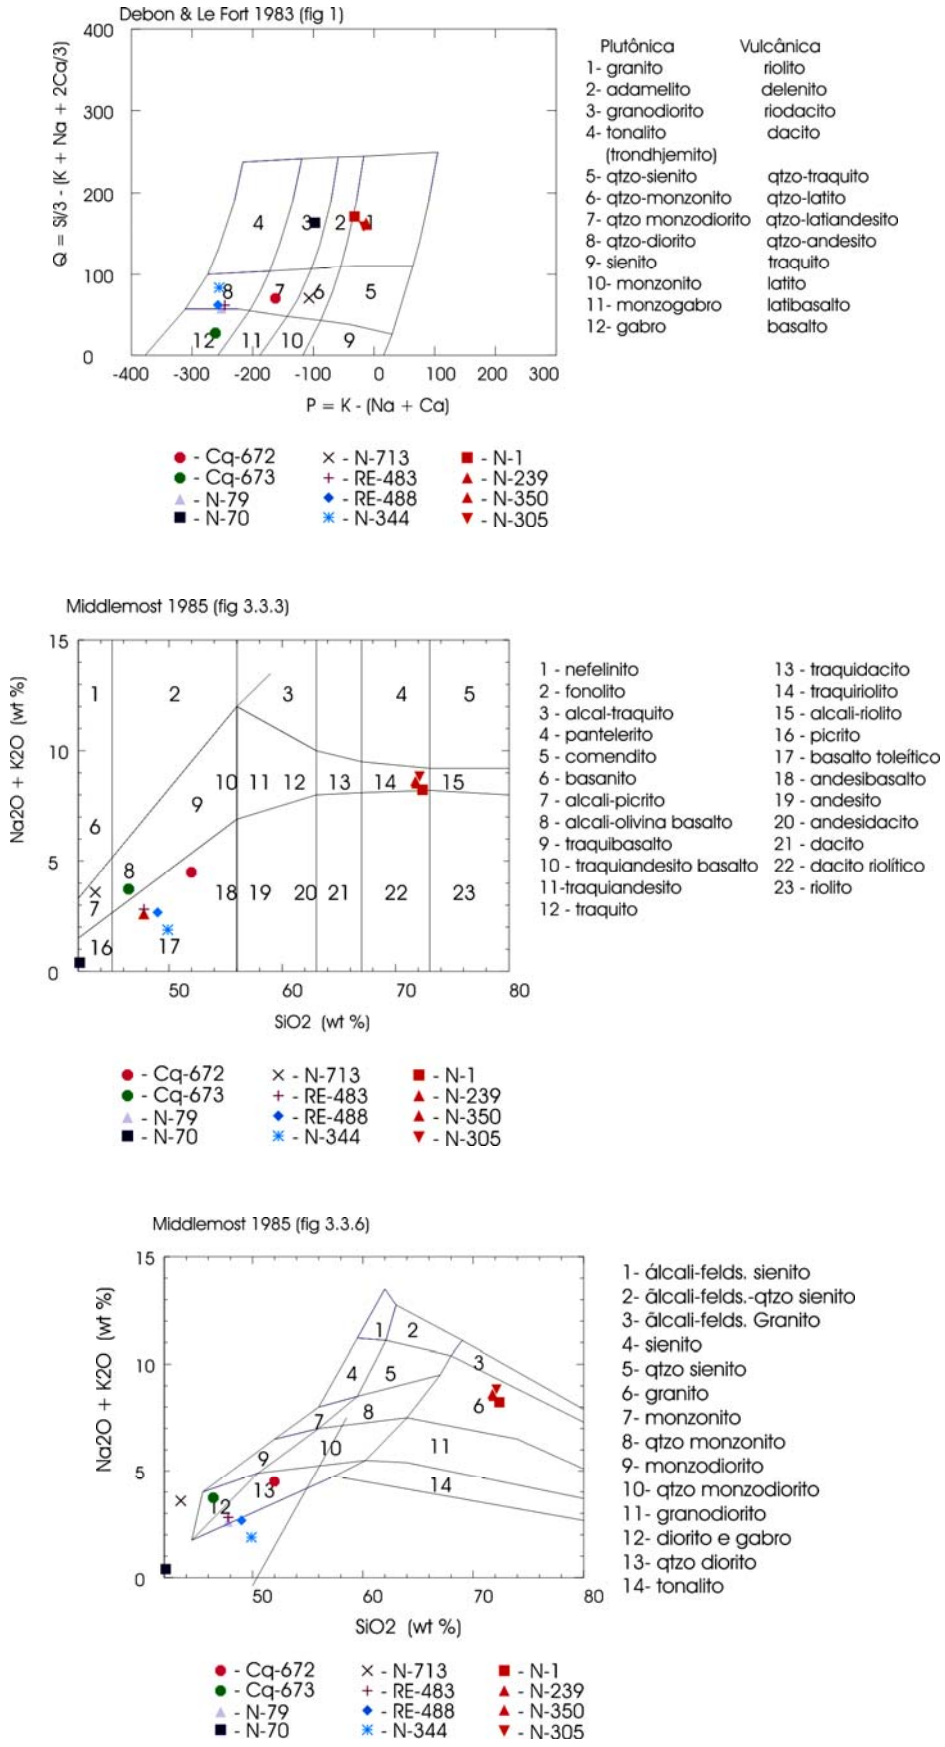 Debon & Le Fort 1983 (fig 1)
Q = Si/3 - (K + Na + 2Ca/3)
400
300
200
100
0
-400 -300 -200 -100 0 100 200 300
P = K - (Na + Ca)
4 3 2 1
8 7 6 5
12 11 10 9
Plutônica Vulcânica
1- granito riolito
2- adamelito delenito
3- granodiorito riodacito
4- tonalito dacito
(trondhjemito)
5- qtzo-sienito qtzo-traquito
6- qtzo-monzonito qtzo-latito
7- qtzo monzodiorito qtzo-latiandesito
8- qtzo-diorito qtzo-andesito
9- sienito traquito
10- monzonito latito
11- monzogabro latibasalto
12- gabro basalto
- Cq-672 - N-713 - N-1
- Cq-673 - RE-483 - N-239
- N-79 - RE-488 - N-350
- N-70 - N-344 - N-305
Middlemost 1985 (fig 3.3.3)
Na2O + K2O (wt %)
15
10
5
0
50 60 70 80
SiO2 (wt %)
1 2 3 4 5
6 9 10 11 12 13 14 15
7 8
16 17 18 19 20 21 22 23
1 - nefelinito 13 - traquidacito
2 - fonolito 14 - traquiriolito
3 - alcal-traquito 15 - alcali-riolito
4 - pantelerito 16 - picrito
5 - comendito 17 - basalto toleítico
6 - basanito 18 - andesibasalto
7 - alcali-picrito 19 - andesito
8 - alcali-olivina basalto 20 - andesidacito
9 - traquibasalto 21 - dacito
10 - traquiandesito basalto 22 - dacito riolítico
11-traquiandesito 23 - riolito
12 - traquito
- Cq-672 - N-713 - N-1
- Cq-673 - RE-483 - N-239
- N-79 - RE-488 - N-350
- N-70 - N-344 - N-305
Middlemost 1985 (fig 3.3.6)
Na2O + K2O (wt %)
15
10
5
0
50 60 70 80
SiO2 (wt %)
1 2
4 5 3
7 8 6
9 10 11
12 13 14
1- álcali-felds. sienito
2- ãlcali-felds.-qtzo sienito
3- ãlcali-felds. Granito
4- sienito
5- qtzo sienito
6- granito
7- monzonito
8- qtzo monzonito
9- monzodiorito
10- qtzo monzodiorito
11- granodiorito
12- diorito e gabro
13- qtzo diorito
14- tonalito
- Cq-672 - N-713 - N-1
- Cq-673 - RE-483 - N-239
- N-79 - RE-488 - N-350
- N-70 - N-344 - N-305